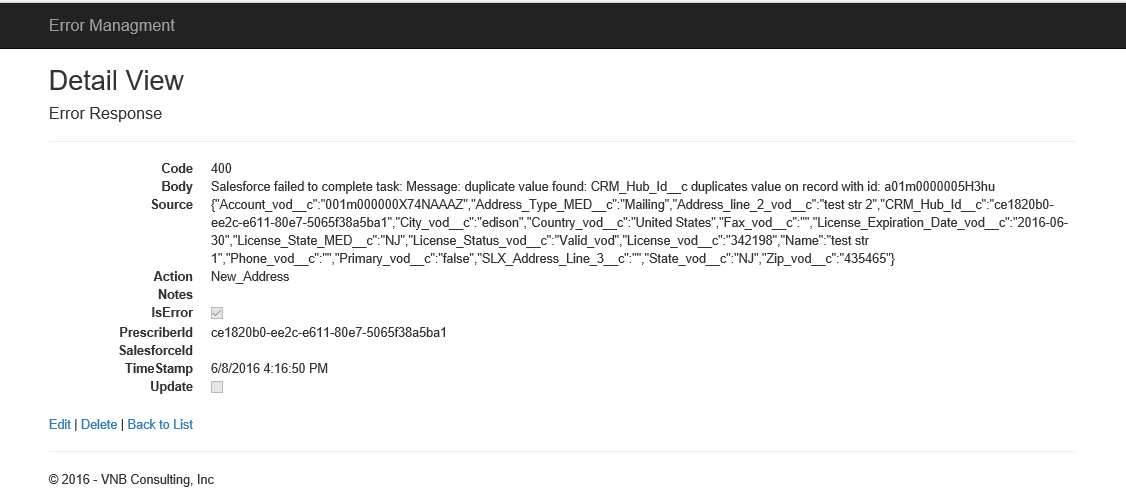 Error Managment
Detail View
Error Response
Code 400
Body Salesforce failed to complete task: Message: duplicate value found: CRM_Hub_Id__c duplicates value on record with id: a01m0000005H3hu
Source {"Account_vod__c":"001m000000X74NAAAZ","Address_Type_MED__c":"Mailing","Address_line_2_vod__c":"test str 2","CRM_Hub_Id__c":"ce1820b0-
ee2c-e611-80e7-5065f38a5ba1","City_vod__c":"edison","Country_vod__c":"United States","Fax_vod__c":"","License_Expiration_Date_vod__c":"2016-06-
30","License_State_MED__c":"NJ","License_Status_vod__c":"Valid_vod","License_vod__c":"342198","Name":"test str
1","Phone_vod__c":"","Primary_vod__c":"false","SLX_Address_Line_3__c":"","State_vod__c":"NJ","Zip_vod__c":"435465"}
Action New_Address
Notes
IsError
PrescriberId ce1820b0-ee2c-e611-80e7-5065f38a5ba1
SalesforceId
TimeStamp 6/8/2016 4:16:50 PM
Update
Edit | Delete | Back to List
© 2016 - VNB Consulting, Inc